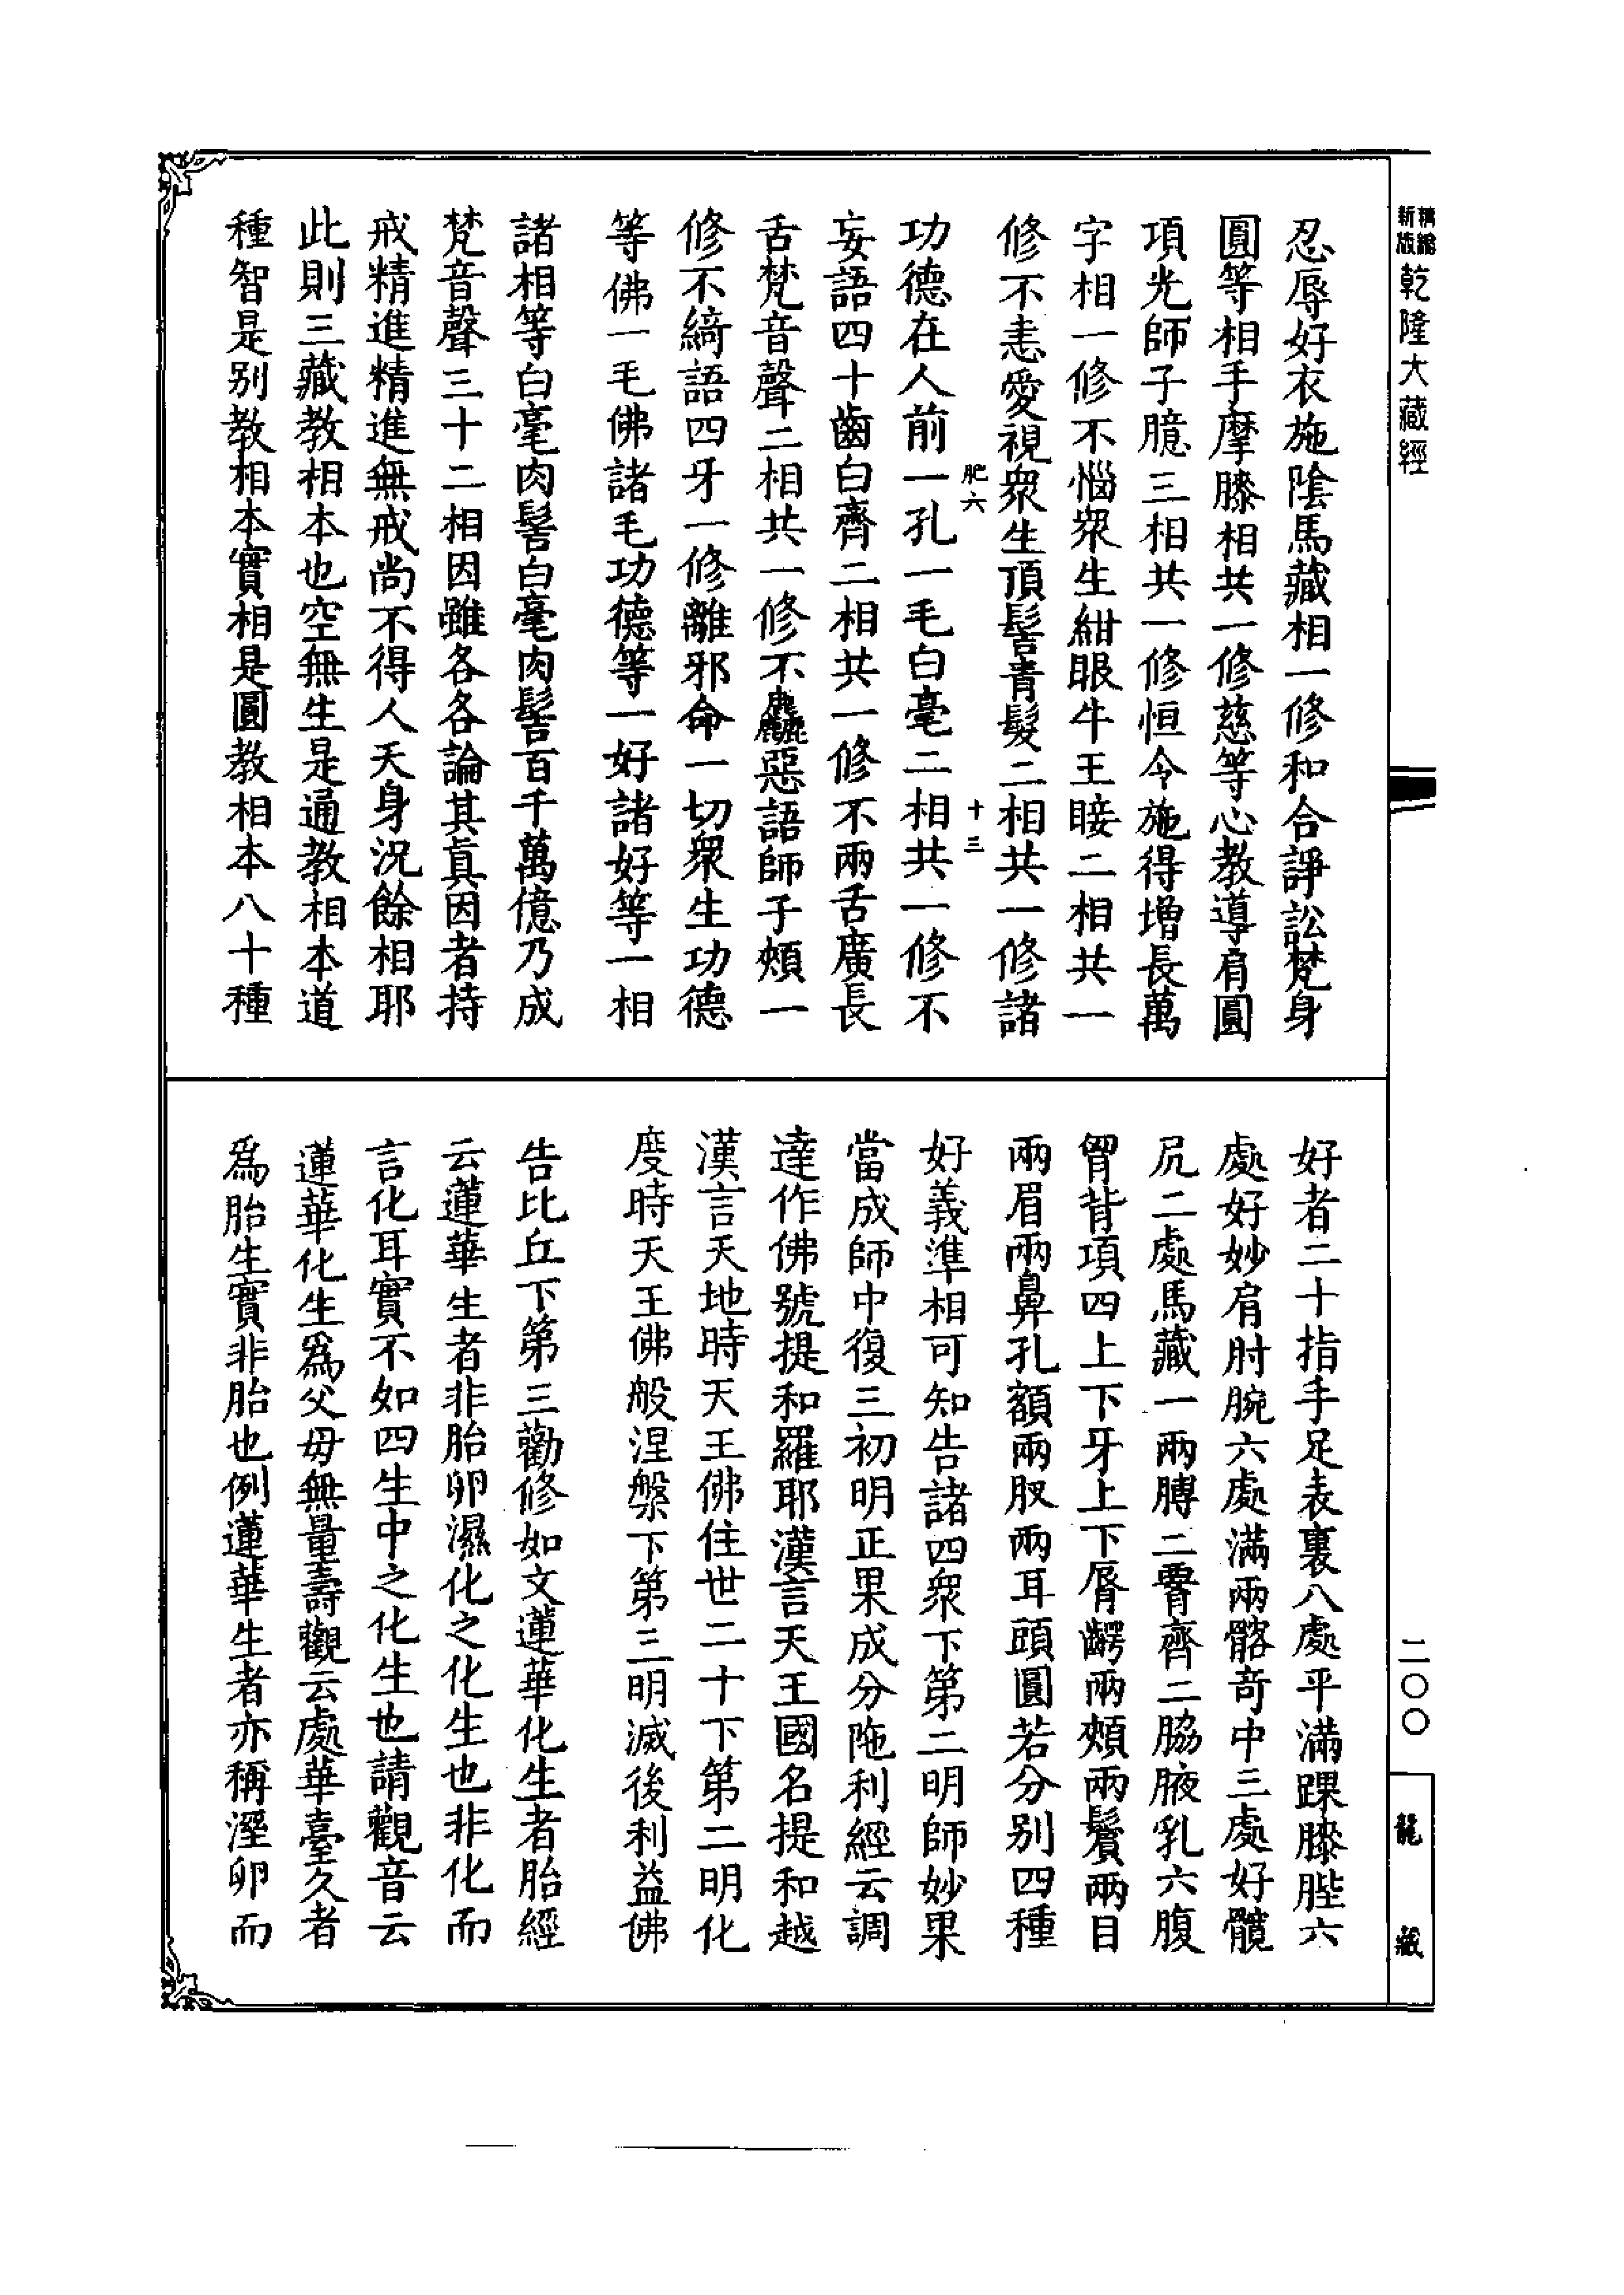 精繪
新版
乾隆大藏經
二〇〇
龍藏
忍辱好衣施陰馬藏相一修和合諍訟梵身
圓等相手摩膝相共一修慈等心教導肩圓
項光師子臆三相共一修恒令施得增長萬
字相一修不惱衆生紺眼牛王睫二相共一
修不恚愛視衆生頂髻青髮二相共一修諸
肥六 十三
功德在人前一孔一毛白毫二相共一修不
妄語四十齒白齊二相共一修不兩舌廣長
舌梵音聲二相共一修不麤惡語師子頰一
修不綺語四牙一修離邪命一切衆生功德
等佛一毛佛諸毛功德等一好諸好等一相
諸相等白毫肉髻白毫肉髻百千萬億乃成
梵音聲三十二相因雖各各論其真因者持
戒精進精進無戒尚不得人天身況餘相耶
此則三藏教相本也空無生是通教相本道
種智是別教相本實相是圓教相本八十種
好者二十指手足表裏八處平滿踝膝䏶六
處好妙肩肘腕六處滿兩髂奇中三處好髖
尻二處馬藏一兩膊二𦝫齊二脇腋乳六腹
胷背項四上下牙上下脣齶兩頰兩鬢兩目
兩眉兩鼻孔額兩肞兩耳頭圓若分別四種
好義準相可知告諸四衆下第二明師妙果
當成師中復三初明正果成分陁利經云調
達作佛號提和羅耶漢言天王國名提和越
漢言天地時天王佛住世二十下第二明化
度時天王佛般涅槃下第三明滅後利益佛
告比丘下第三勸修如文蓮華化生者胎經
云蓮華生者非胎卵濕化之化生也非化而
言化耳實不如四生中之化生也請觀音云
蓮華化生爲父母無量壽觀云處華臺久者
爲胎生實非胎也例蓮華生者亦稱溼卵而